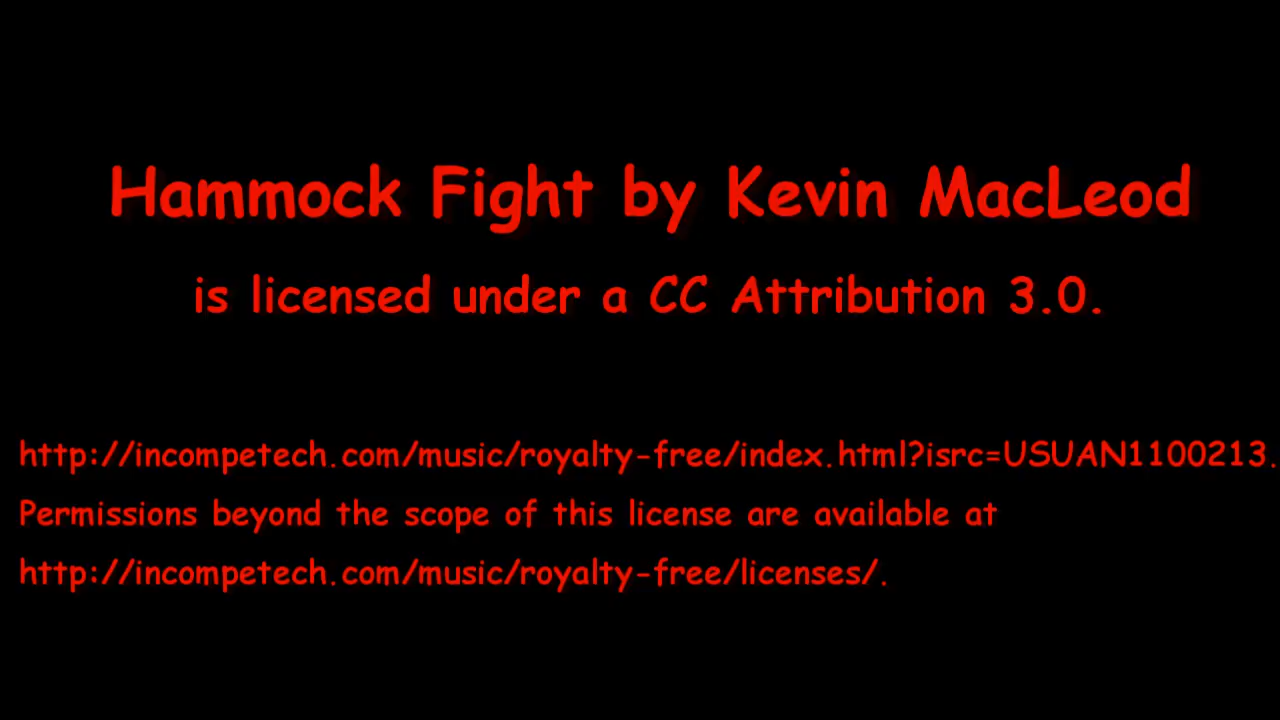 Hammock Fight by Kevin MacLeod
is licensed under a CC Attribution 3.0.
http://incompetech.com/music/royalty-free/index.html?isrc=USUAN1100213.
Permissions beyond the scope of this license are available at
http://incompetech.com/music/royalty-free/licenses/.